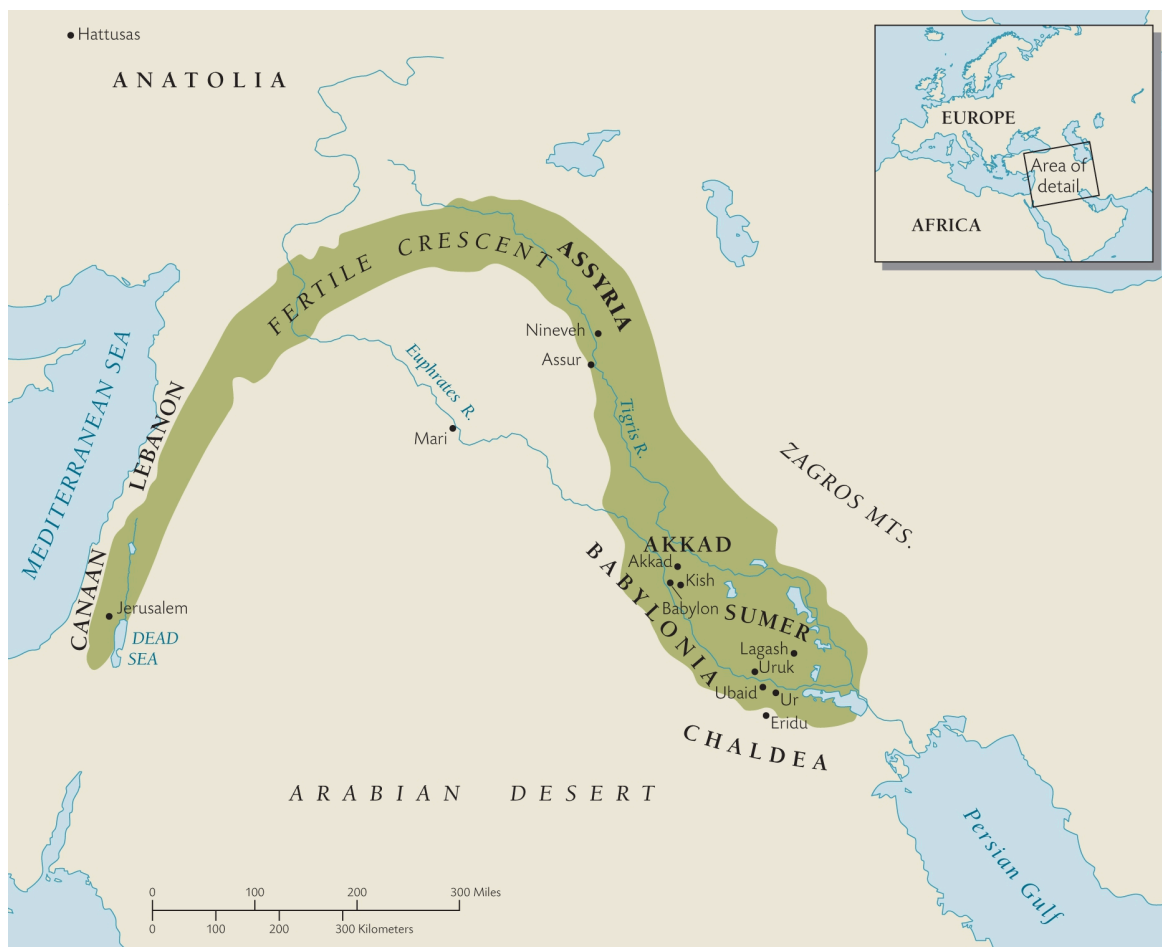 Hattusas
ANATOLIA
EUROPE
Area of
detail
AFRICA
FERTILE CRESCENT
ASSYRIA
Nineveh
Assur
Euphrates R.
Tigris R.
Mari
MEDITERRANEAN SEA
LEBANON
CANAAN
Jerusalem
DEAD
SEA
ZAGROS MTS.
AKKAD
Akkad
Kish
Babylon
BABYLONIA
SUMER
Lagash
Uruk
Ubaid
Ur
Eridu
CHALDEA
ARABIAN DESERT
Persian Gulf
0 100 200 300 Miles
0 100 200 300 Kilometers